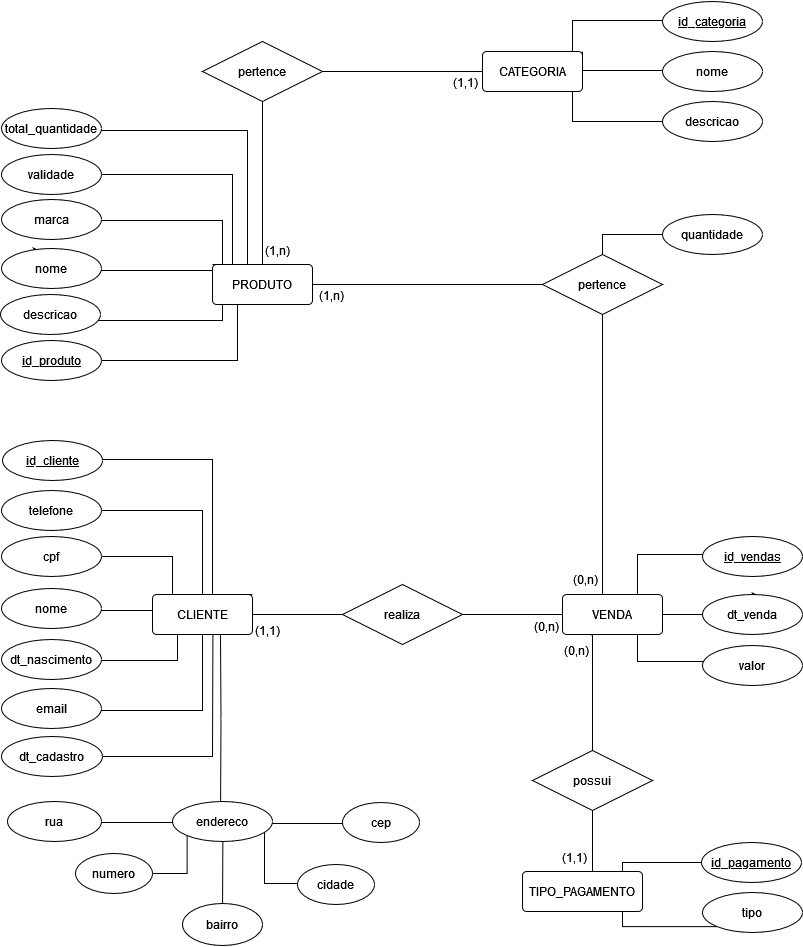 id_categoria
pertence
CATEGORIA
nome
(1,1)
descricao
total_quantidade
validade
marca
quantidade
(1,n)
nome
PRODUTO
pertence
(1,n)
descricao
id_produto
id_cliente
telefone
cpf
id_vendas
(0,n)
nome
CLIENTE
realiza
VENDA
dt_venda
(1,1)
(0,n)
(0,n)
dt_nascimento
valor
email
dt_cadastro
possui
rua
endereco
cep
(1,1)
id_pagamento
numero
cidade
TIPO_PAGAMENTO
tipo
bairro